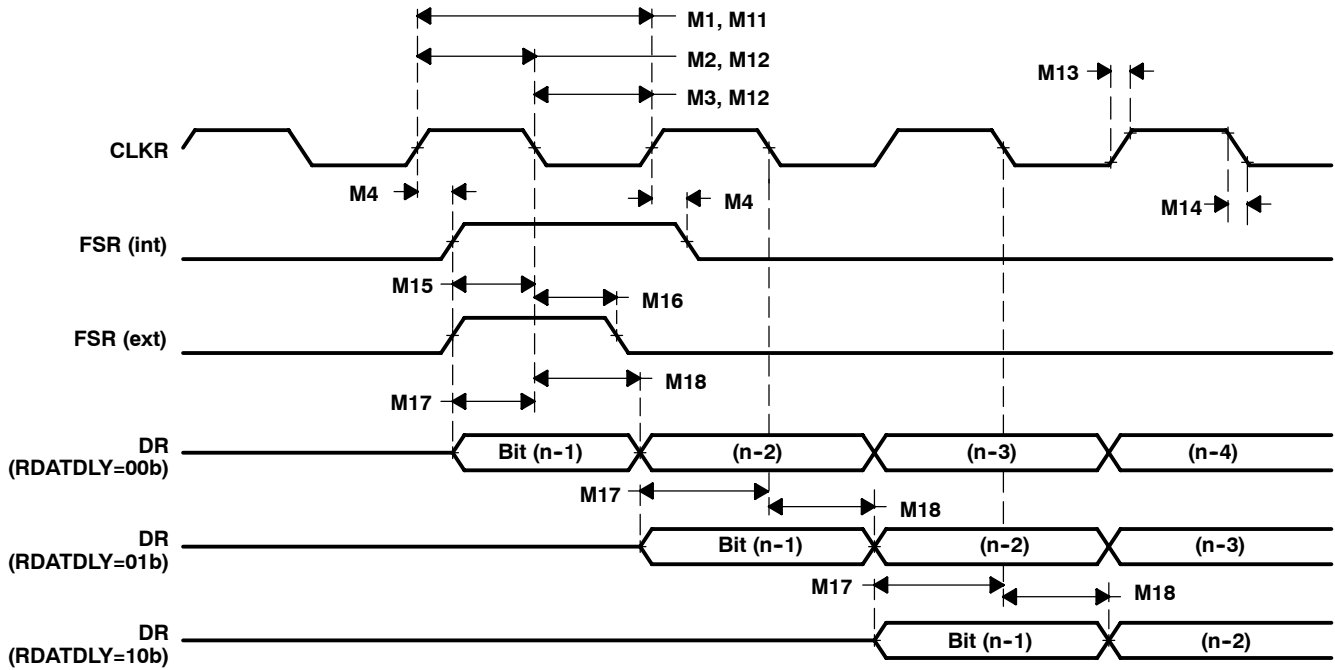 M1, M11
M2, M12
M13
M3, M12
CLKR
M4
M4
M14
FSR (int)
M15
M16
FSR (ext)
M18
M17
DR
(RDATDLY=00b)
Bit (n-1)
(n-2)
(n-3)
(n-4)
M17
M18
DR
(RDATDLY=01b)
Bit (n-1)
(n-2)
(n-3)
M17
M18
DR
(RDATDLY=10b)
Bit (n-1)
(n-2)